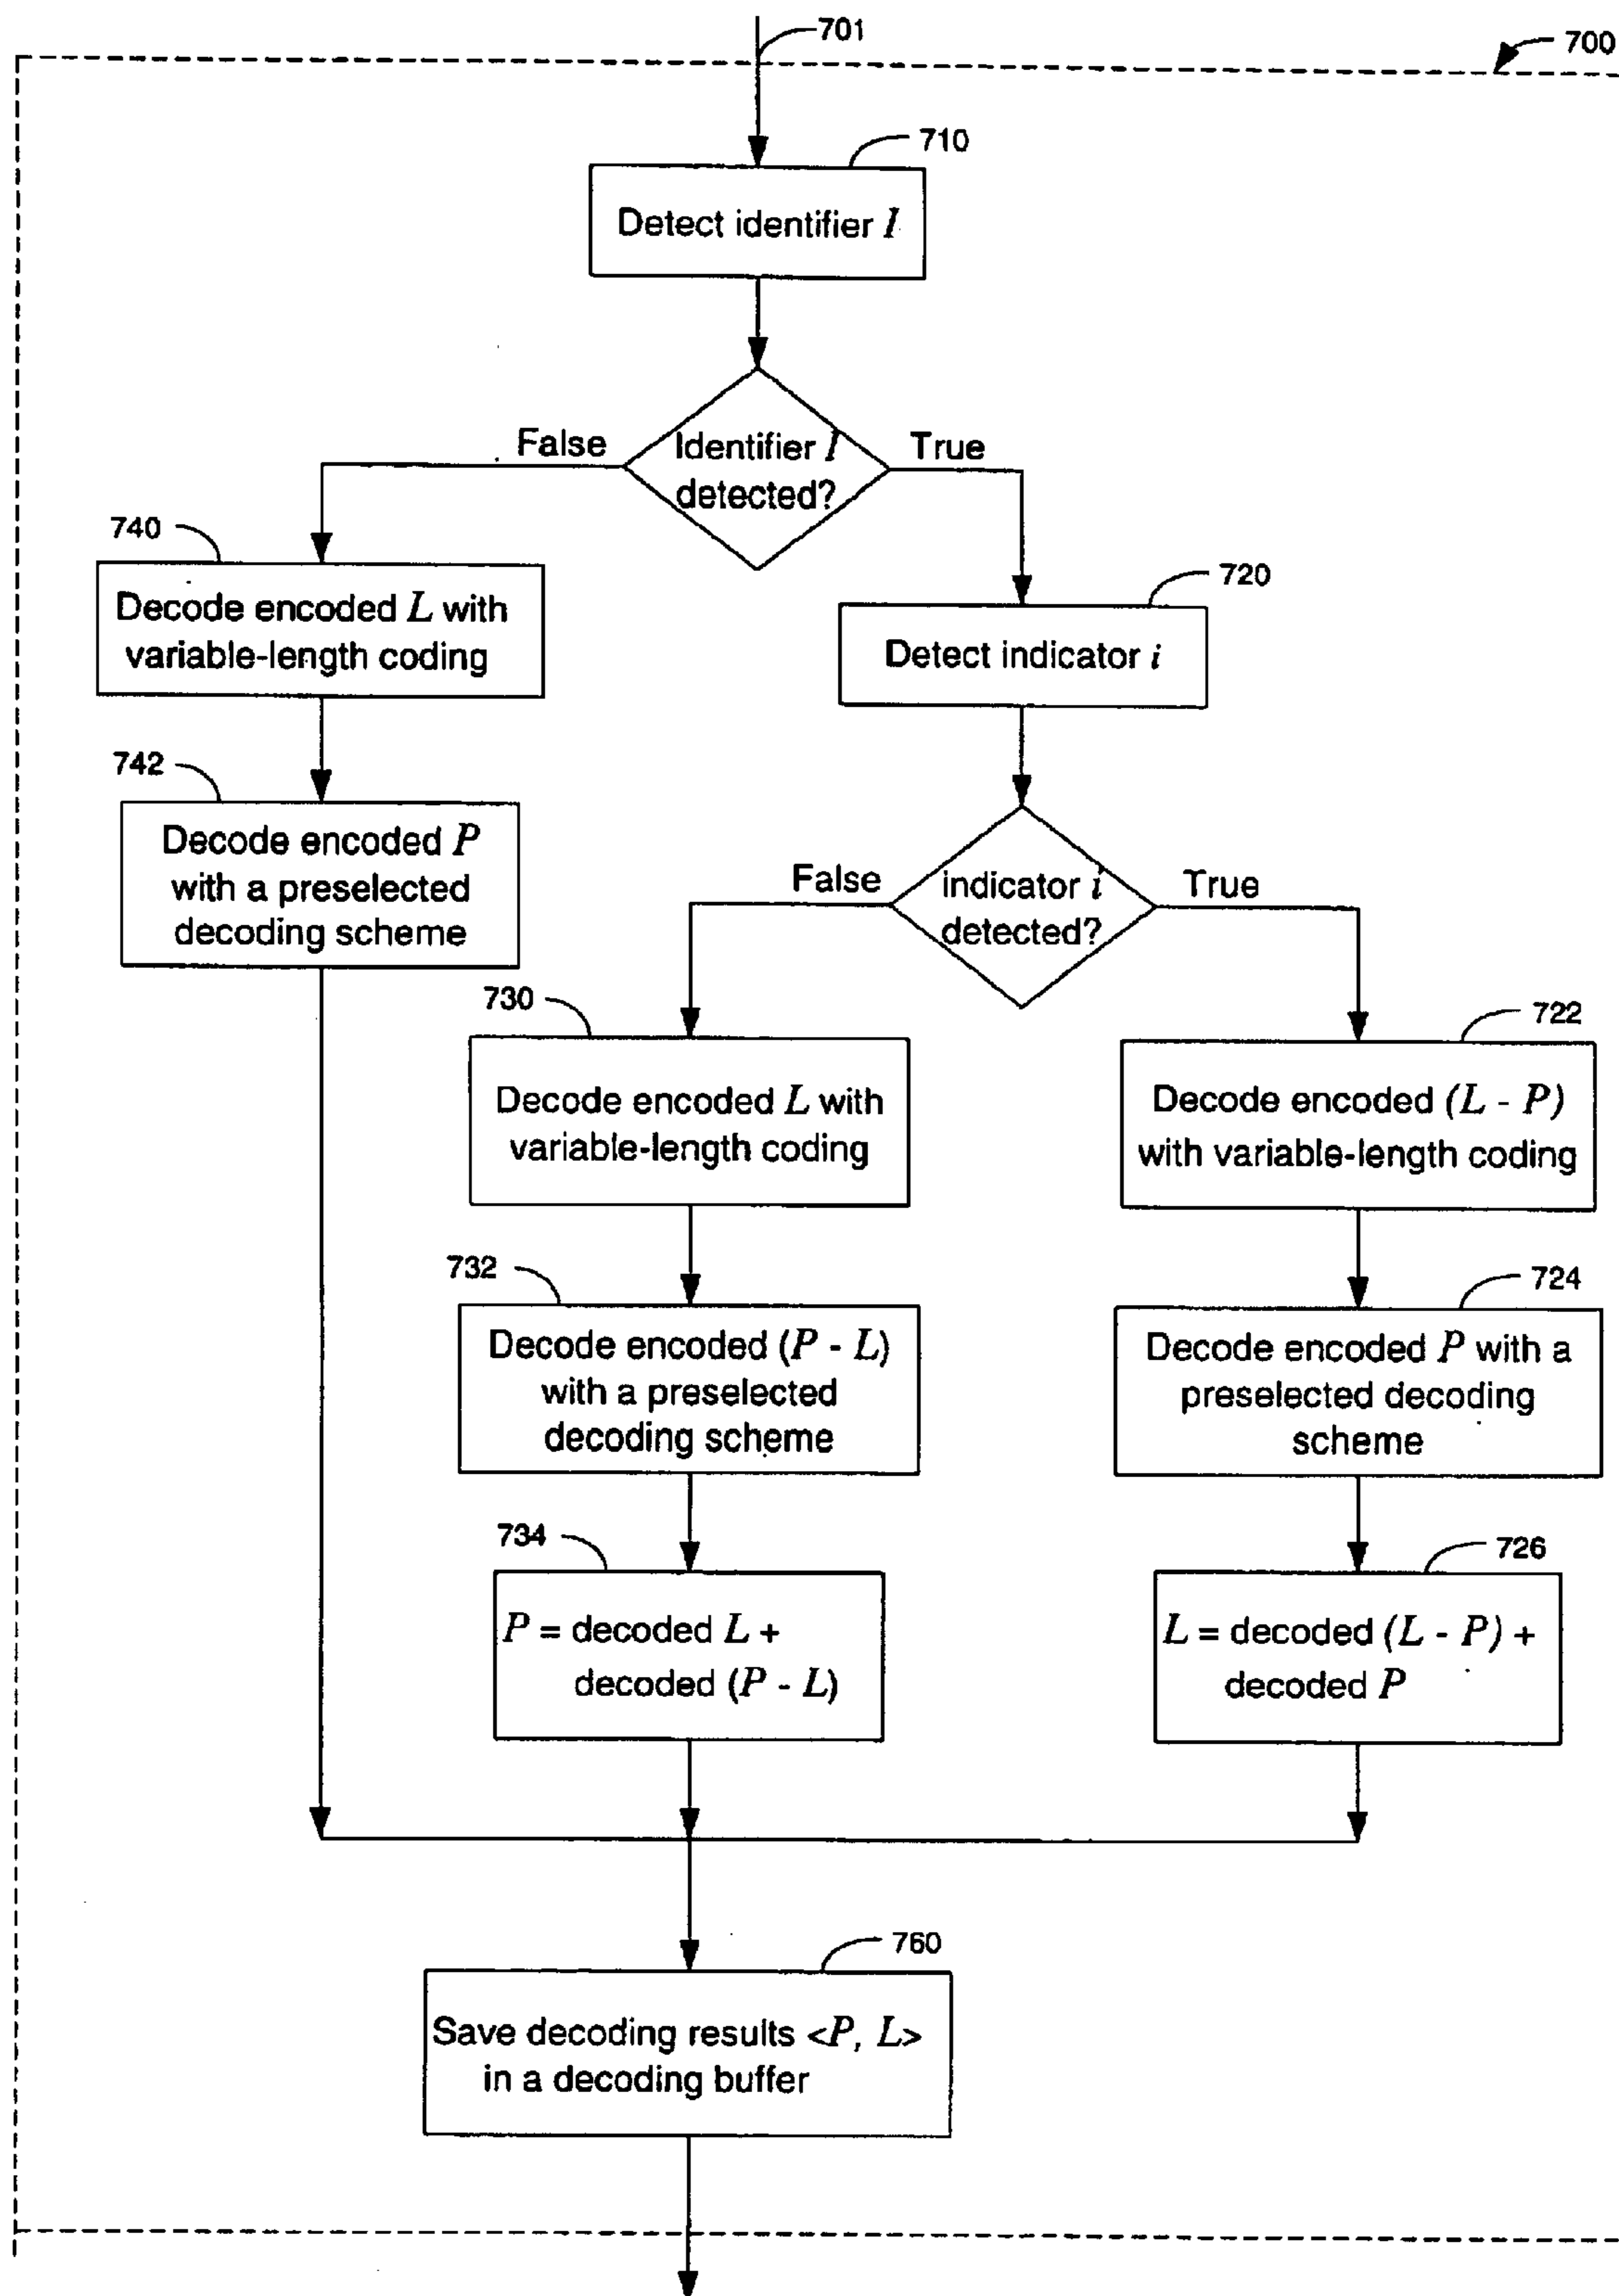 701
700
710
Detect identifier I
Identifier I
detected?
False
True
740
Decode encoded L with
variable-length coding
720
Detect indicator i
742
Decode encoded P
with a preselected
decoding scheme
indicator i
detected?
False
True
730
Decode encoded L with
variable-length coding
722
Decode encoded (L - P)
with variable-length coding
732
Decode encoded (P - L)
with a preselected
decoding scheme
724
Decode encoded P with a
preselected decoding
scheme
734
P = decoded L +
decoded (P - L)
726
L = decoded (L - P) +
decoded P
760
Save decoding results <P, L>
in a decoding buffer